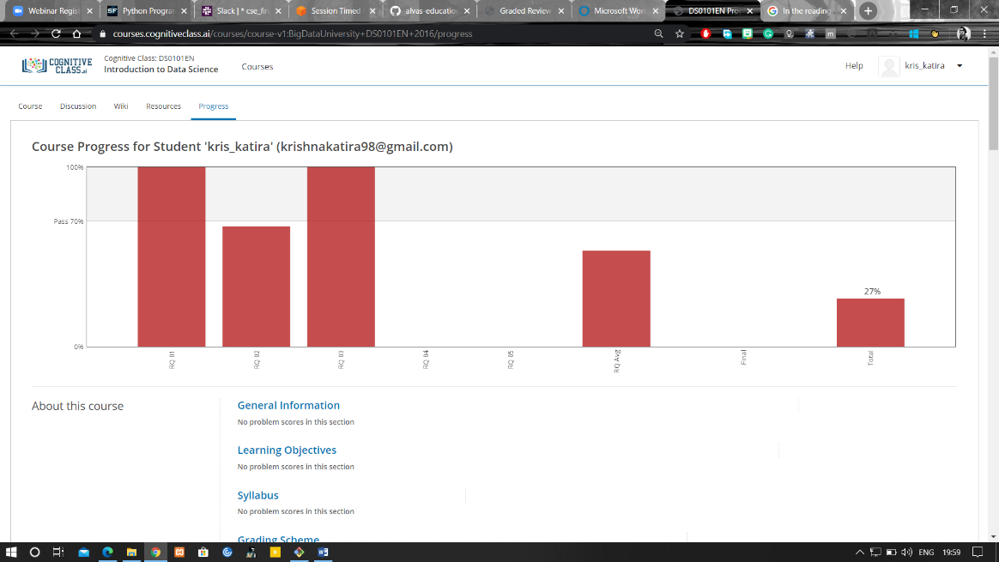 Webinar Regist
Python Progran
Slack | * cse_fin
Session Timed
alvas-educatio
Graded Review
Microsoft Word
DS0101EN Pro
In the reading
courses.cognitiveclass.ai/courses/course-v1:BigDataUniversity+DS0101EN+2016/progress
COGNITIVE
CLASS.ai
Cognitive Class: DS0101EN
Introduction to Data Science
Courses
Help
kris_katira
Course
Discussion
Wiki
Resources
Progress
Course Progress for Student 'kris_katira' (krishnakatira98@gmail.com)
100%
Pass 70%
0%
27%
RQ 01
RQ 02
RQ 03
RQ 04
RQ 05
RQ Avg
Final
Total
About this course
General Information
No problem scores in this section
Learning Objectives
No problem scores in this section
Syllabus
No problem scores in this section
Grading Scheme
ENG
19:59